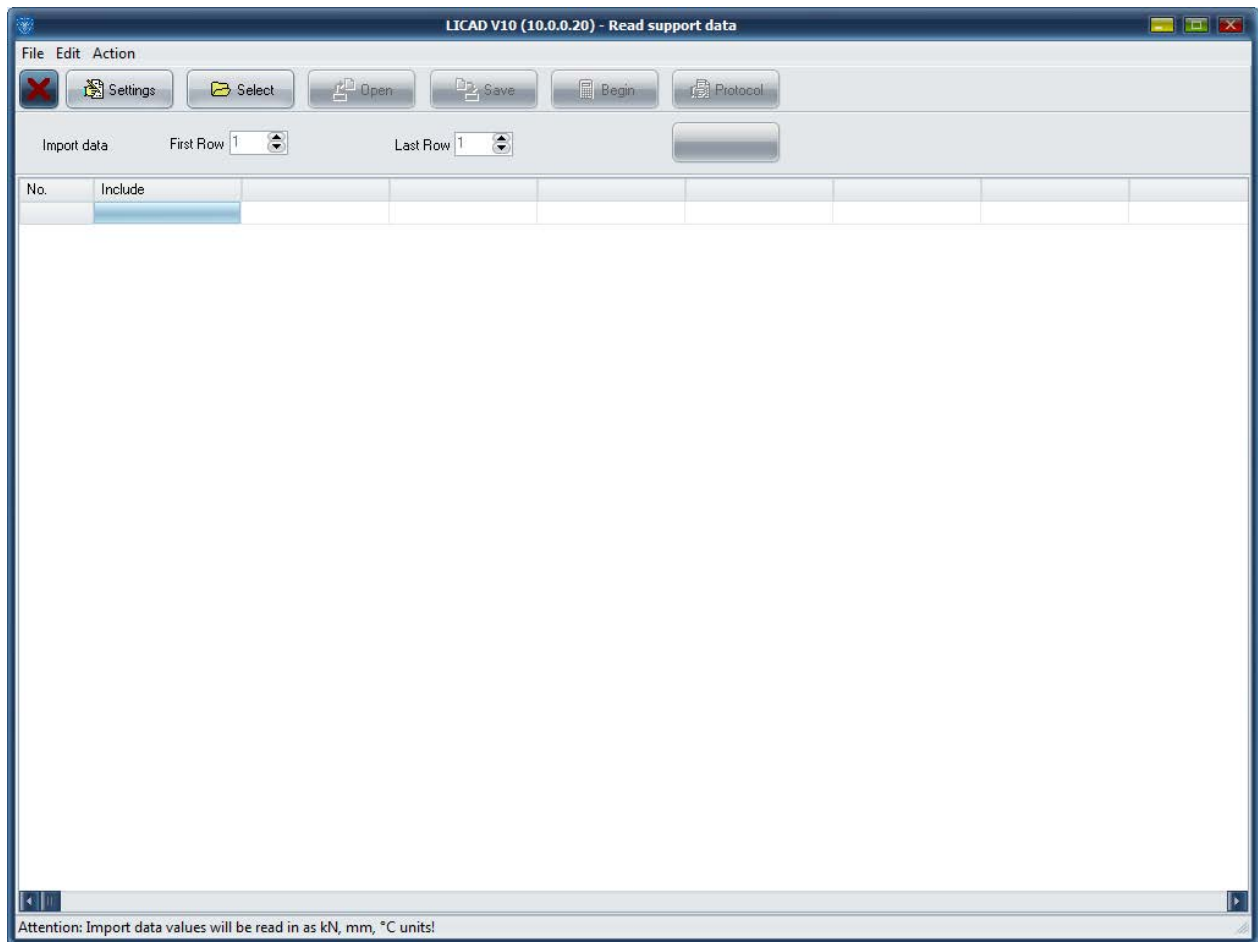 LICAD V10 (10.0.0.20) - Read support data
File Edit Action
Settings Select Open Save Begin Protocol
Import data First Row 1 Last Row 1
No. Include
Attention: Import data values will be read in as kN, mm, °C units!